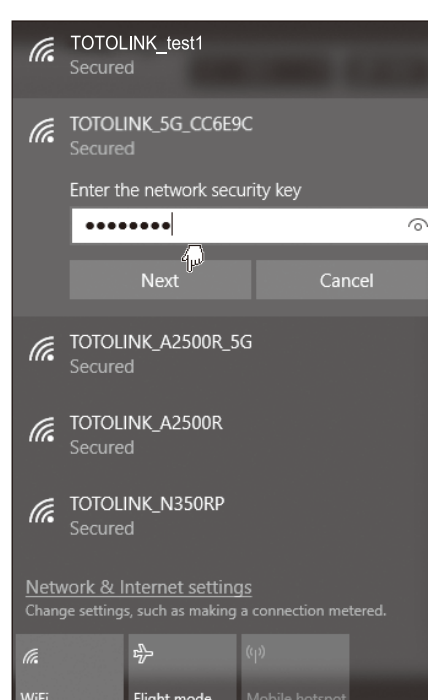 TOTOLINK_test1
Secured
TOTOLINK_5G_CC6E9C
Secured
Enter the network security key
••••••••
Next Cancel
TOTOLINK_A2500R_5G
Secured
TOTOLINK_A2500R
Secured
TOTOLINK_N350RP
Secured
Network & Internet settings
Change settings, such as making a connection metered.
WiFi Flight mode Mobile hotspot